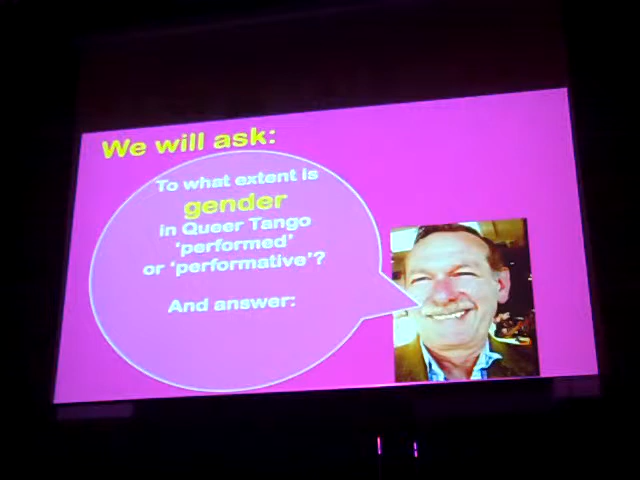 We will ask:
To what extent is
gender
in Queer Tango
'performed'
or 'performative'?
And answer: